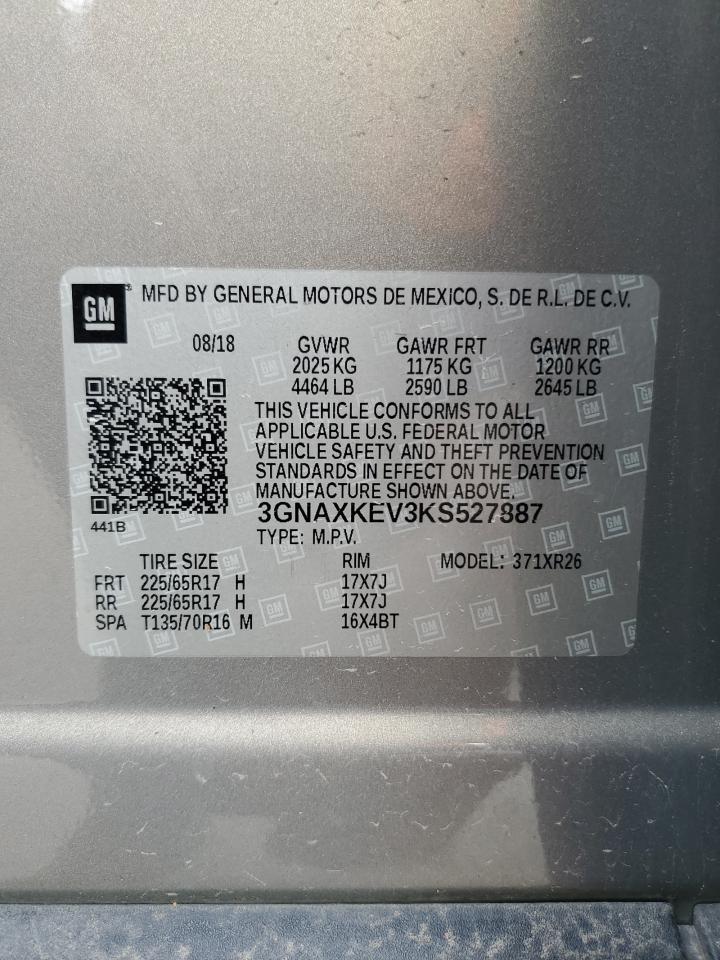 GM
MFD BY GENERAL MOTORS DE MEXICO, S. DE R.L. DE C.V.
08/18 GVWR GAWR FRT GAWR RR
2025 KG 1175 KG 1200 KG
4464 LB 2590 LB 2645 LB
THIS VEHICLE CONFORMS TO ALL
APPLICABLE U.S. FEDERAL MOTOR
VEHICLE SAFETY AND THEFT PREVENTION
STANDARDS IN EFFECT ON THE DATE OF
MANUFACTURE SHOWN ABOVE.
441B
3GNAXKEV3KS527887
TYPE: M.P.V.
TIRE SIZE RIM MODEL: 371XR26
FRT 225/65R17 H 17X7J
RR 225/65R17 H 17X7J
SPA T135/70R16 M 16X4BT